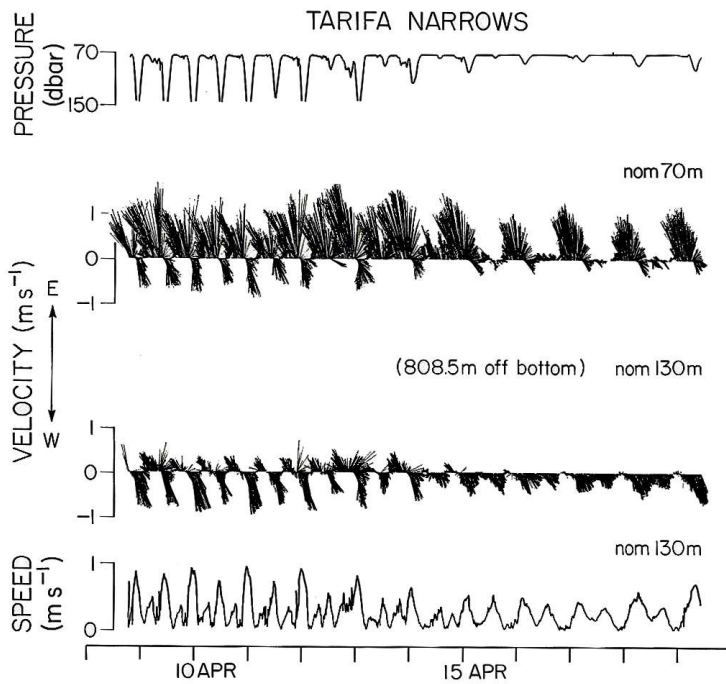 TARIFA NARROWS
PRESSURE
(dbar)
70
150
nom 70m
1
0
-1
VELOCITY (m s⁻¹)
E
W
(808.5m off bottom) nom 130m
1
0
-1
nom 130m
SPEED
(m s⁻¹)
1
0
10 APR
15 APR